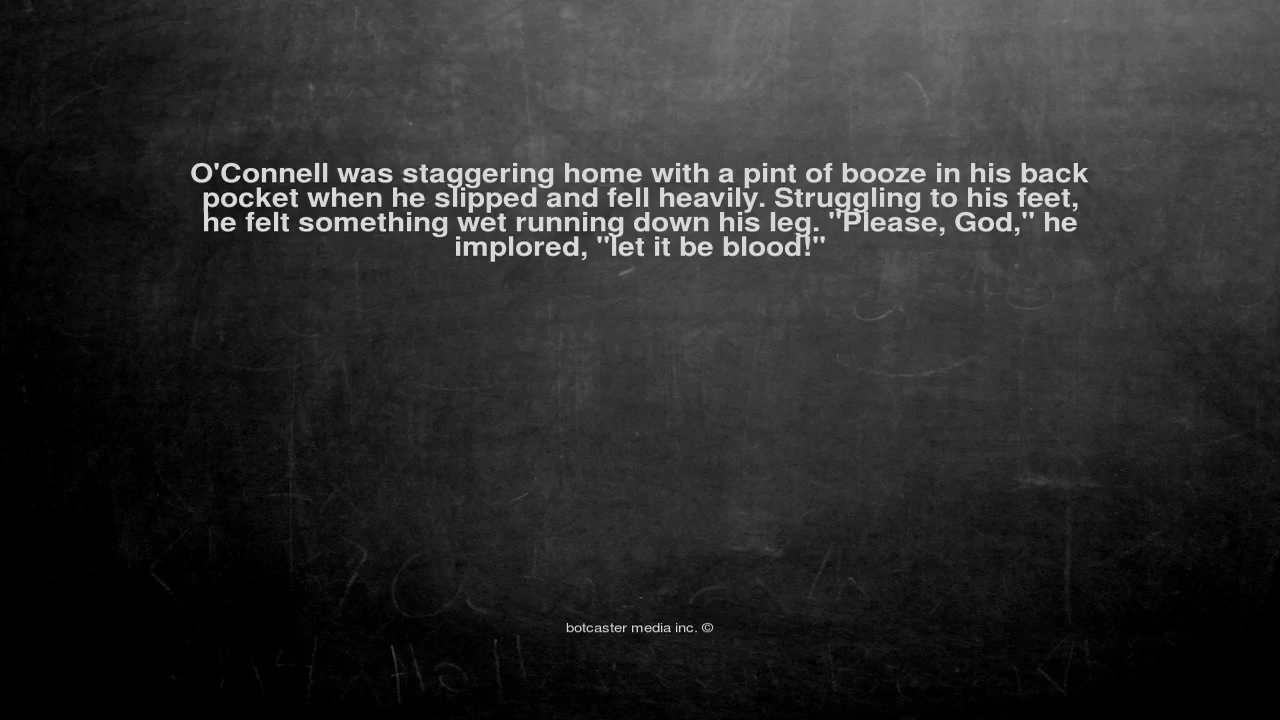 O'Connell was staggering home with a pint of booze in his back
pocket when he slipped and fell heavily. Struggling to his feet,
he felt something wet running down his leg. "Please, God," he
implored, "let it be blood!"
botcaster media inc. ©